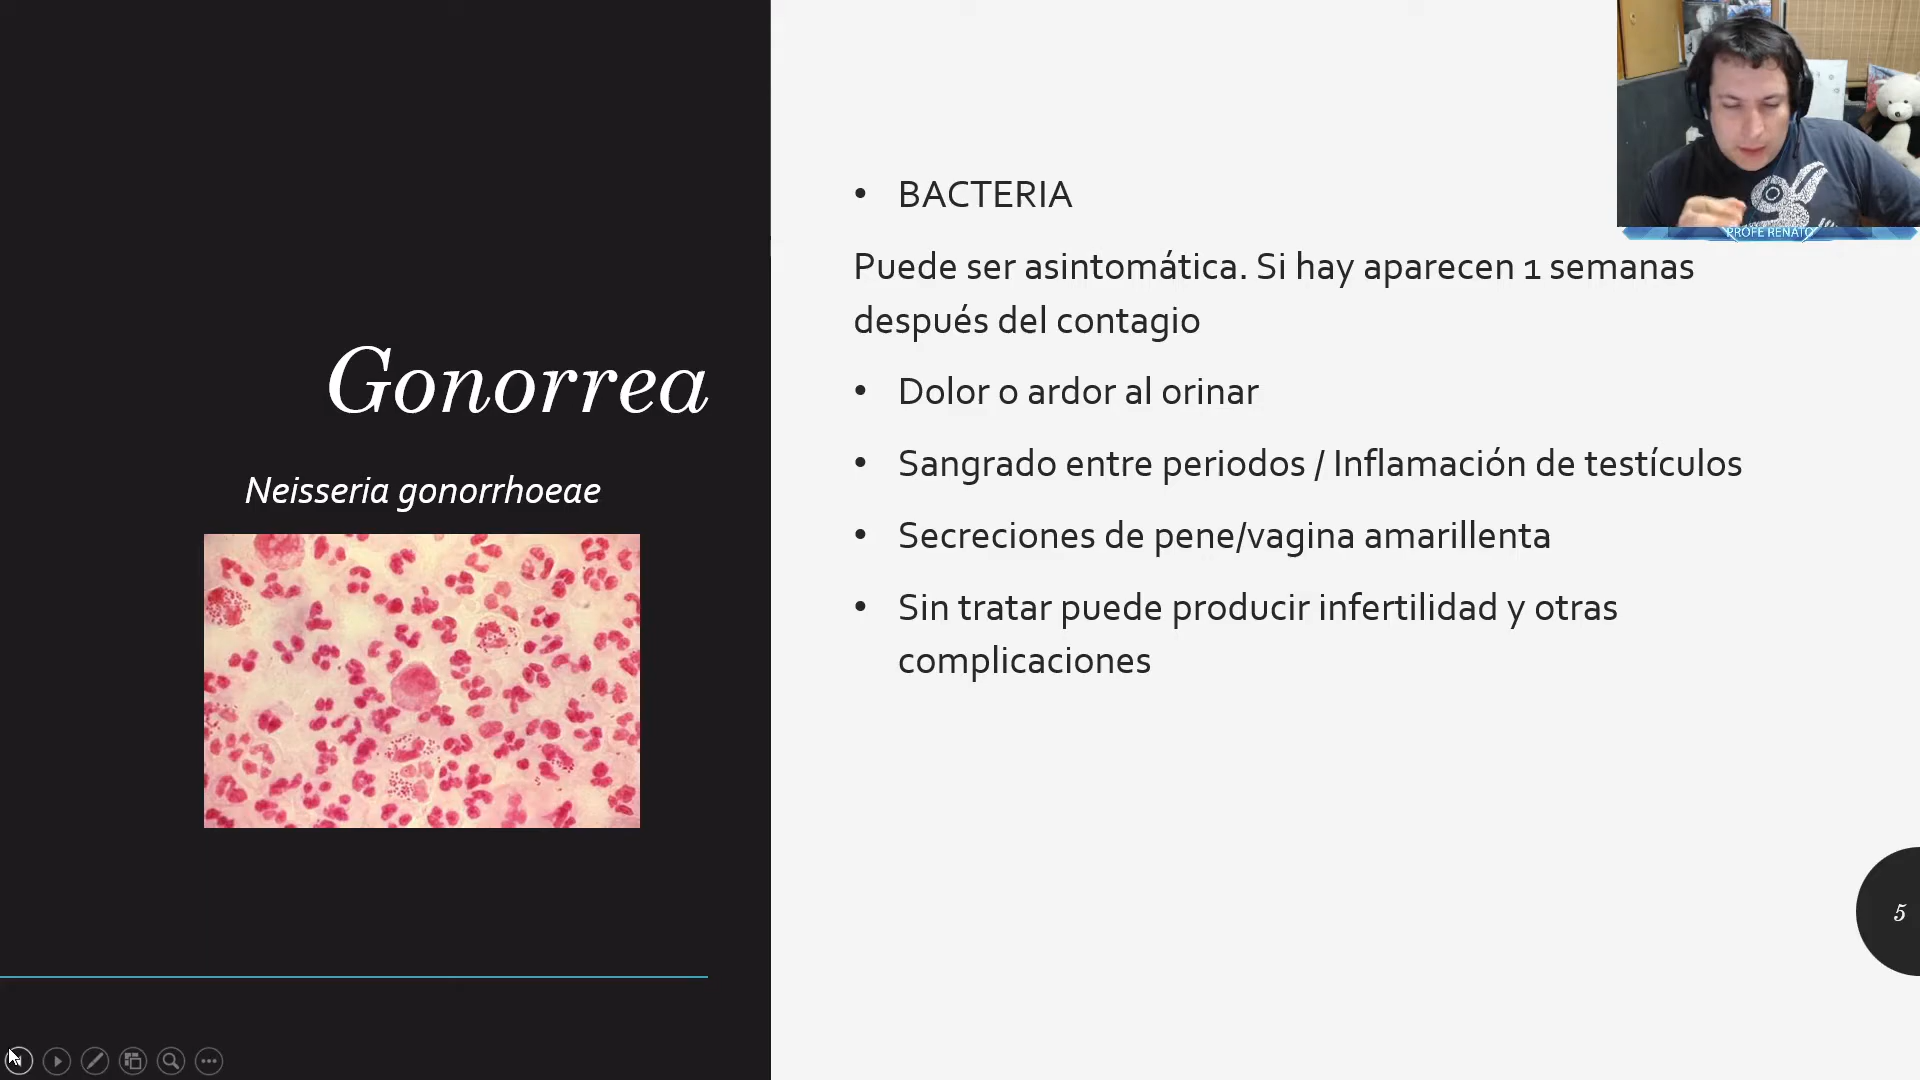 Gonorrea
Neisseria gonorrhoeae
• BACTERIA
Puede ser asintomática. Si hay aparecen 1 semanas
después del contagio
• Dolor o ardor al orinar
• Sangrado entre periodos / Inflamación de testículos
• Secreciones de pene/vagina amarillenta
• Sin tratar puede producir infertilidad y otras
complicaciones
PROFE RENATO
5